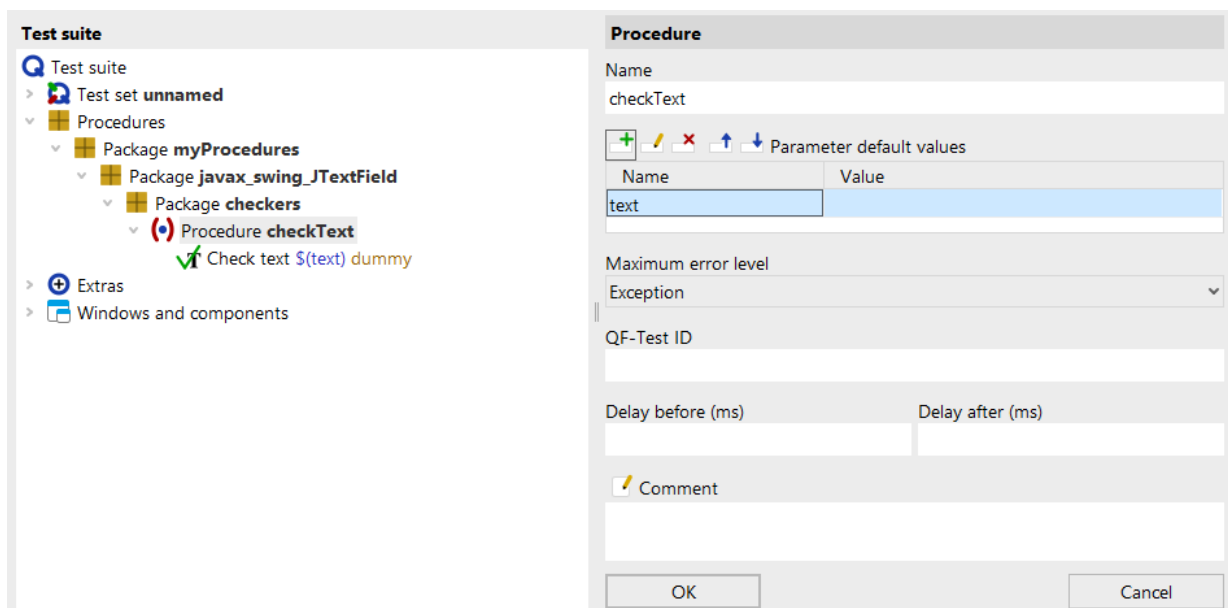 Test suite
Test suite
Test set unnamed
Procedures
Package myProcedures
Package javax_swing_JTextField
Package checkers
Procedure checkText
Check text $(text) dummy
Extras
Windows and components
Procedure
Name
checkText
Parameter default values
Name Value
text
Maximum error level
Exception
QF-Test ID
Delay before (ms) Delay after (ms)
Comment
OK Cancel